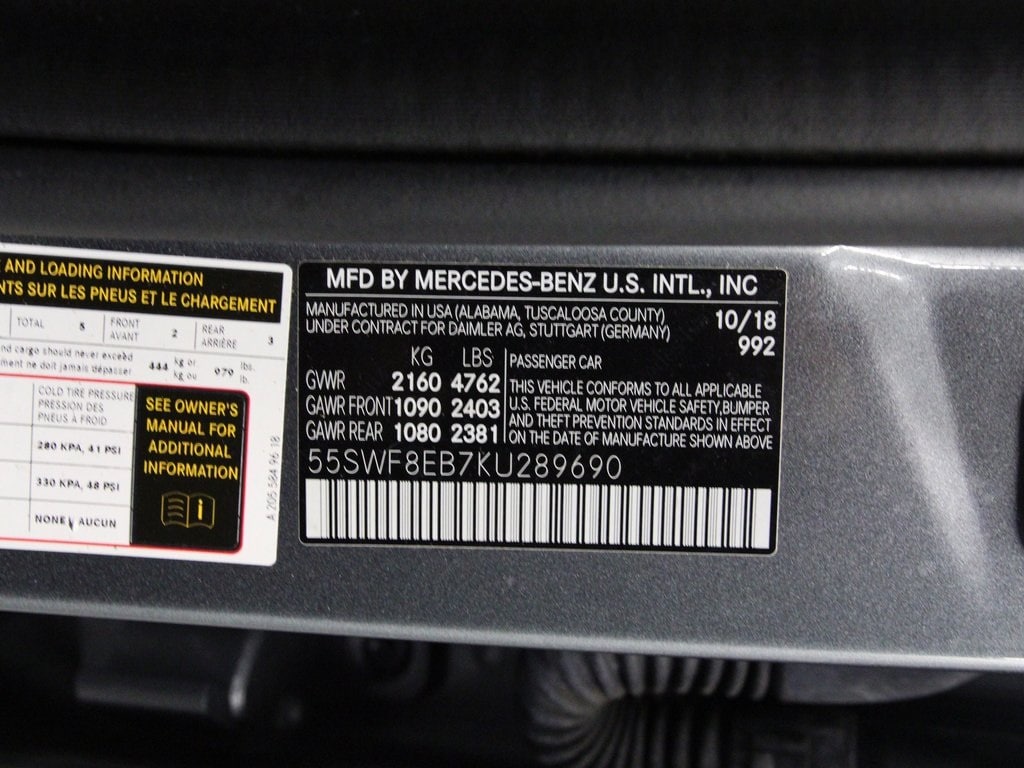 AND LOADING INFORMATION
NTS SUR LES PNEUS ET LE CHARGEMENT
TOTAL 5 FRONT AVANT 2 REAR ARRIÈRE 3
and cargo should never exceed
ment ne doit jamais dépasser
444 kg or kg ou 979 lbs. lb.
COLD TIRE PRESSURE
PRESSION DES
PNEUS À FROID
280 KPA, 41 PSI
330 KPA, 48 PSI
NONE, AUCUN
SEE OWNER'S
MANUAL FOR
ADDITIONAL
INFORMATION
i
A 205 584 96 18
MFD BY MERCEDES-BENZ U.S. INTL., INC
MANUFACTURED IN USA (ALABAMA, TUSCALOOSA COUNTY)
UNDER CONTRACT FOR DAIMLER AG, STUTTGART (GERMANY)
10/18
992
KG LBS
GVWR 2160 4762
GAWR FRONT 1090 2403
GAWR REAR 1080 2381
PASSENGER CAR
THIS VEHICLE CONFORMS TO ALL APPLICABLE
U.S. FEDERAL MOTOR VEHICLE SAFETY,BUMPER
AND THEFT PREVENTION STANDARDS IN EFFECT
ON THE DATE OF MANUFACTURE SHOWN ABOVE
55SWF8EB7KU289690